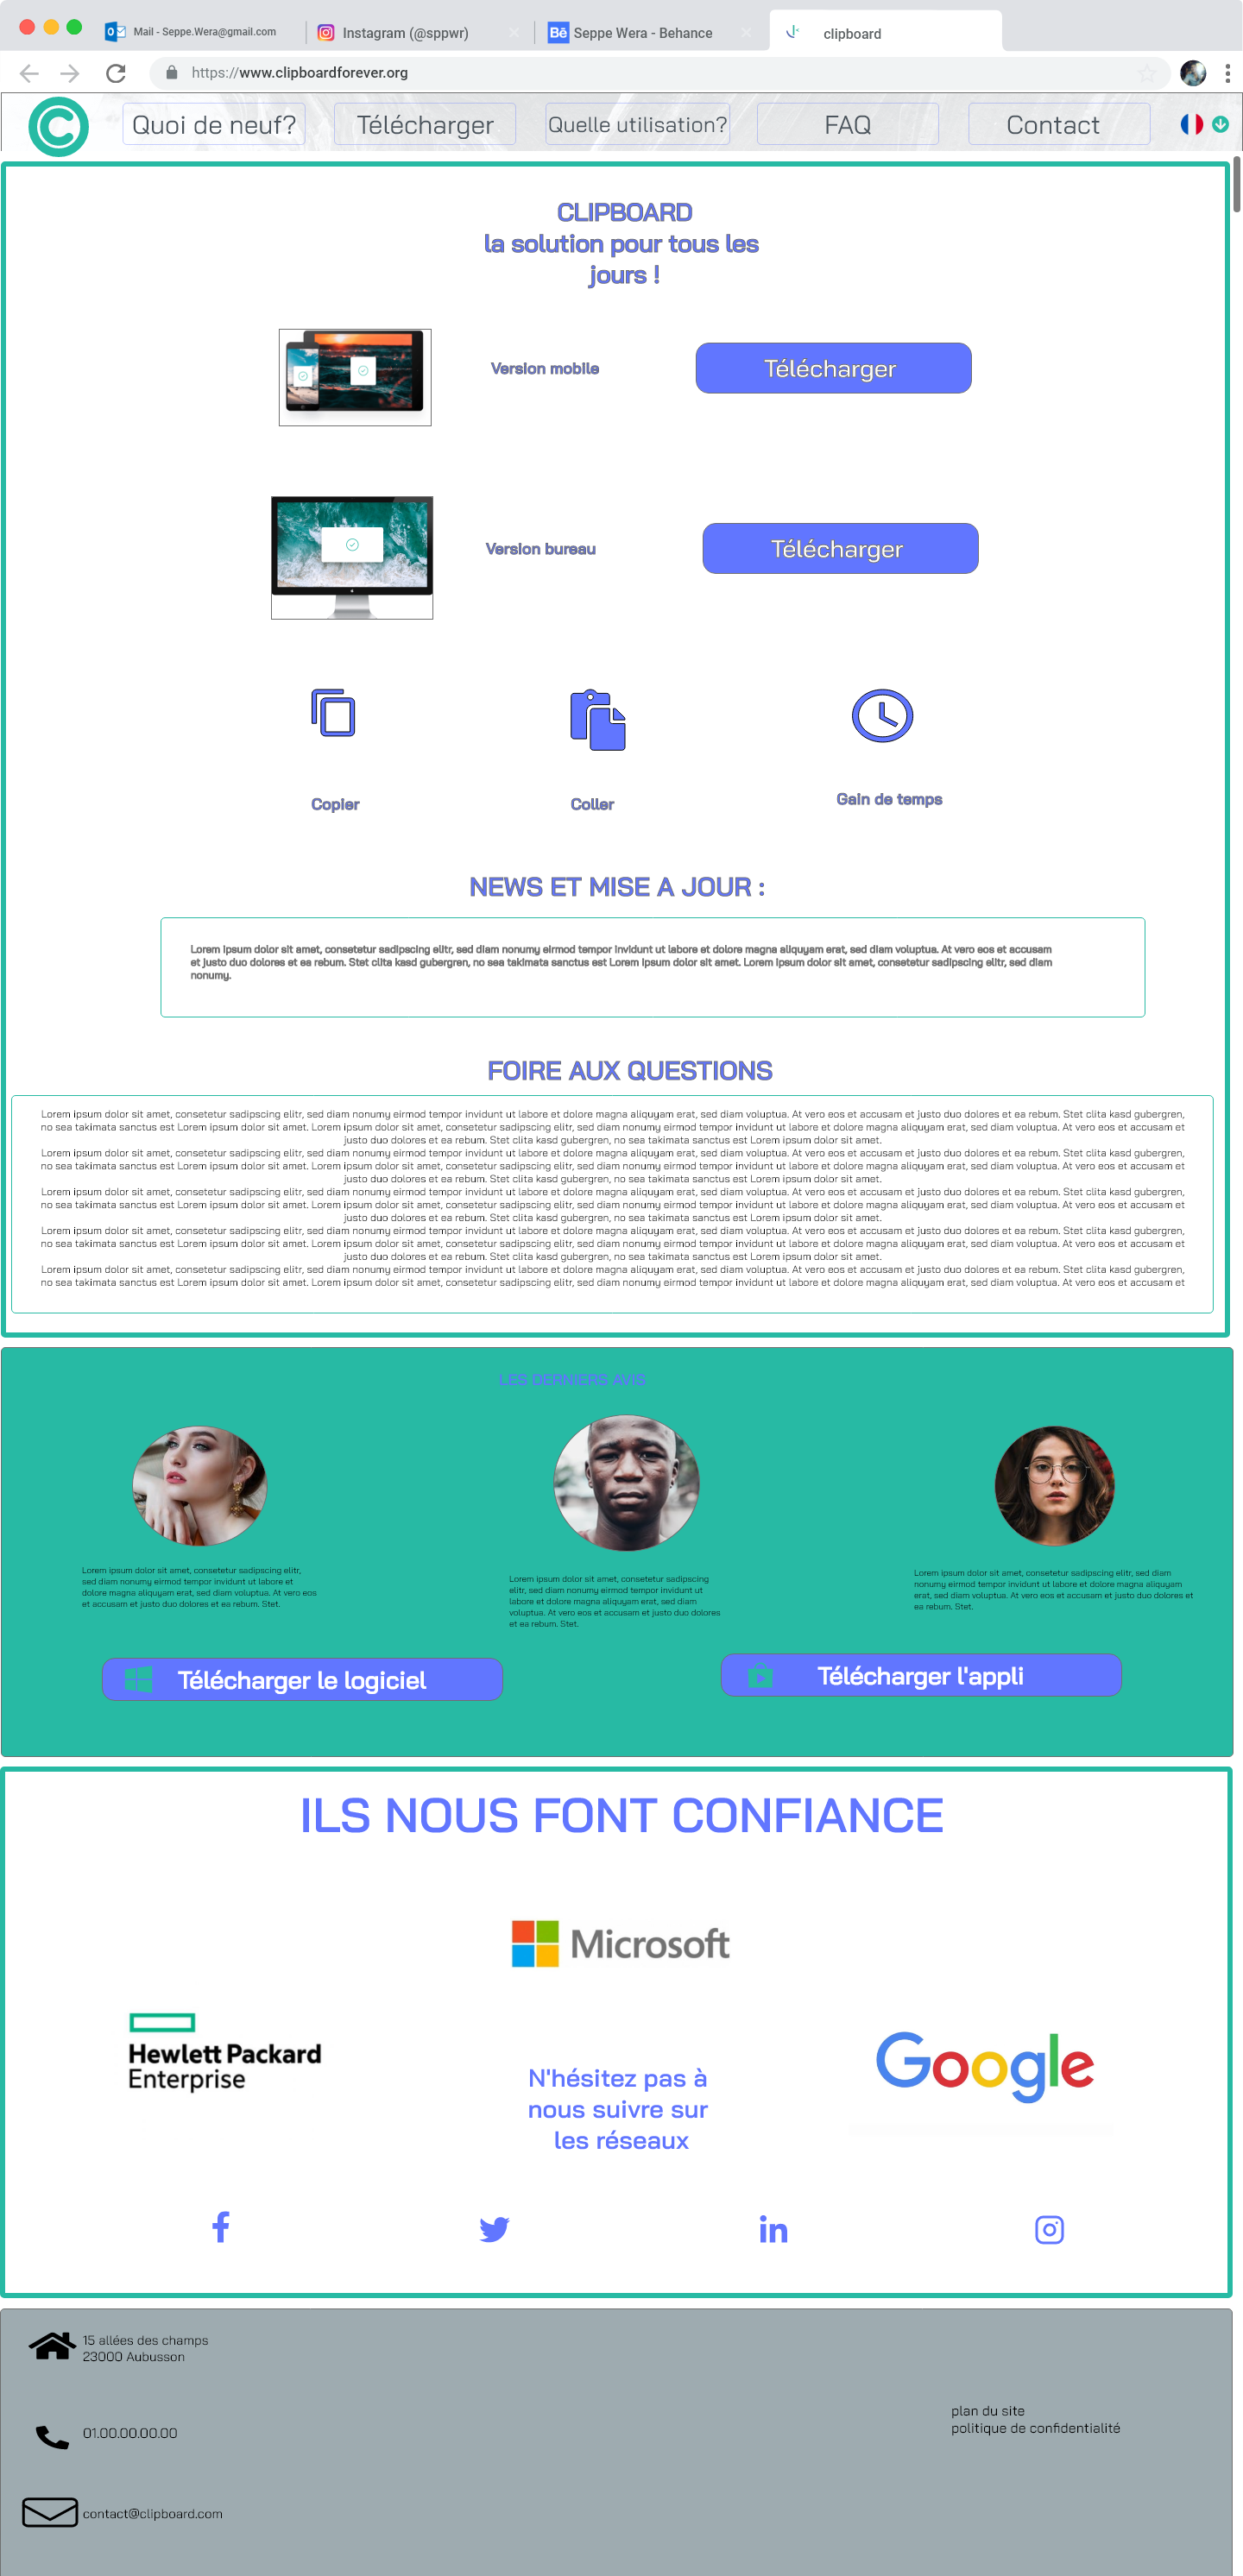 Mail - Seppe.Wera@gmail.com
Instagram (@sppwr)
Bē Seppe Wera - Behance
clipboard
https://www.clipboardforever.org
C
Quoi de neuf?
Télécharger
Quelle utilisation?
FAQ
Contact
CLIPBOARD
la solution pour tous les
jours !
Version mobile
Télécharger
Version bureau
Télécharger
Copier
Coller
Gain de temps
NEWS ET MISE A JOUR :
Lorem ipsum dolor sit amet, consetetur sadipscing elitr, sed diam nonumy eirmod tempor invidunt ut labore et dolore magna aliquyam erat, sed diam voluptua. At vero eos et accusam
et justo duo dolores et ea rebum. Stet clita kasd gubergren, no sea takimata sanctus est Lorem ipsum dolor sit amet. Lorem ipsum dolor sit amet, consetetur sadipscing elitr, sed diam
nonumy.
FOIRE AUX QUESTIONS
Lorem ipsum dolor sit amet, consetetur sadipscing elitr, sed diam nonumy eirmod tempor invidunt ut labore et dolore magna aliquyam erat, sed diam voluptua. At vero eos et accusam et justo duo dolores et ea rebum. Stet clita kasd gubergren,
no sea takimata sanctus est Lorem ipsum dolor sit amet. Lorem ipsum dolor sit amet, consetetur sadipscing elitr, sed diam nonumy eirmod tempor invidunt ut labore et dolore magna aliquyam erat, sed diam voluptua. At vero eos et accusam et
justo duo dolores et ea rebum. Stet clita kasd gubergren, no sea takimata sanctus est Lorem ipsum dolor sit amet.
Lorem ipsum dolor sit amet, consetetur sadipscing elitr, sed diam nonumy eirmod tempor invidunt ut labore et dolore magna aliquyam erat, sed diam voluptua. At vero eos et accusam et justo duo dolores et ea rebum. Stet clita kasd gubergren,
no sea takimata sanctus est Lorem ipsum dolor sit amet. Lorem ipsum dolor sit amet, consetetur sadipscing elitr, sed diam nonumy eirmod tempor invidunt ut labore et dolore magna aliquyam erat, sed diam voluptua. At vero eos et accusam et
justo duo dolores et ea rebum. Stet clita kasd gubergren, no sea takimata sanctus est Lorem ipsum dolor sit amet.
Lorem ipsum dolor sit amet, consetetur sadipscing elitr, sed diam nonumy eirmod tempor invidunt ut labore et dolore magna aliquyam erat, sed diam voluptua. At vero eos et accusam et justo duo dolores et ea rebum. Stet clita kasd gubergren,
no sea takimata sanctus est Lorem ipsum dolor sit amet. Lorem ipsum dolor sit amet, consetetur sadipscing elitr, sed diam nonumy eirmod tempor invidunt ut labore et dolore magna aliquyam erat, sed diam voluptua. At vero eos et accusam et
justo duo dolores et ea rebum. Stet clita kasd gubergren, no sea takimata sanctus est Lorem ipsum dolor sit amet.
Lorem ipsum dolor sit amet, consetetur sadipscing elitr, sed diam nonumy eirmod tempor invidunt ut labore et dolore magna aliquyam erat, sed diam voluptua. At vero eos et accusam et justo duo dolores et ea rebum. Stet clita kasd gubergren,
no sea takimata sanctus est Lorem ipsum dolor sit amet. Lorem ipsum dolor sit amet, consetetur sadipscing elitr, sed diam nonumy eirmod tempor invidunt ut labore et dolore magna aliquyam erat, sed diam voluptua. At vero eos et accusam et
justo duo dolores et ea rebum. Stet clita kasd gubergren, no sea takimata sanctus est Lorem ipsum dolor sit amet.
Lorem ipsum dolor sit amet, consetetur sadipscing elitr, sed diam nonumy eirmod tempor invidunt ut labore et dolore magna aliquyam erat, sed diam voluptua. At vero eos et accusam et justo duo dolores et ea rebum. Stet clita kasd gubergren,
no sea takimata sanctus est Lorem ipsum dolor sit amet. Lorem ipsum dolor sit amet, consetetur sadipscing elitr, sed diam nonumy eirmod tempor invidunt ut labore et dolore magna aliquyam erat, sed diam voluptua. At vero eos et accusam et
LES DERNIERS AVIS
Lorem ipsum dolor sit amet, consetetur sadipscing elitr,
sed diam nonumy eirmod tempor invidunt ut labore et
dolore magna aliquyam erat, sed diam voluptua. At vero eos
et accusam et justo duo dolores et ea rebum. Stet.
Lorem ipsum dolor sit amet, consetetur sadipscing
elitr, sed diam nonumy eirmod tempor invidunt ut
labore et dolore magna aliquyam erat, sed diam
voluptua. At vero eos et accusam et justo duo dolores
et ea rebum. Stet.
Lorem ipsum dolor sit amet, consetetur sadipscing elitr, sed diam
nonumy eirmod tempor invidunt ut labore et dolore magna aliquyam
erat, sed diam voluptua. At vero eos et accusam et justo duo dolores et
ea rebum. Stet.
Télécharger le logiciel
Télécharger l'appli
ILS NOUS FONT CONFIANCE
Microsoft
Hewlett Packard
Enterprise
Google
N'hésitez pas à
nous suivre sur
les réseaux
15 allées des champs
23000 Aubusson
plan du site
politique de confidentialité
01.00.00.00.00
contact@clipboard.com